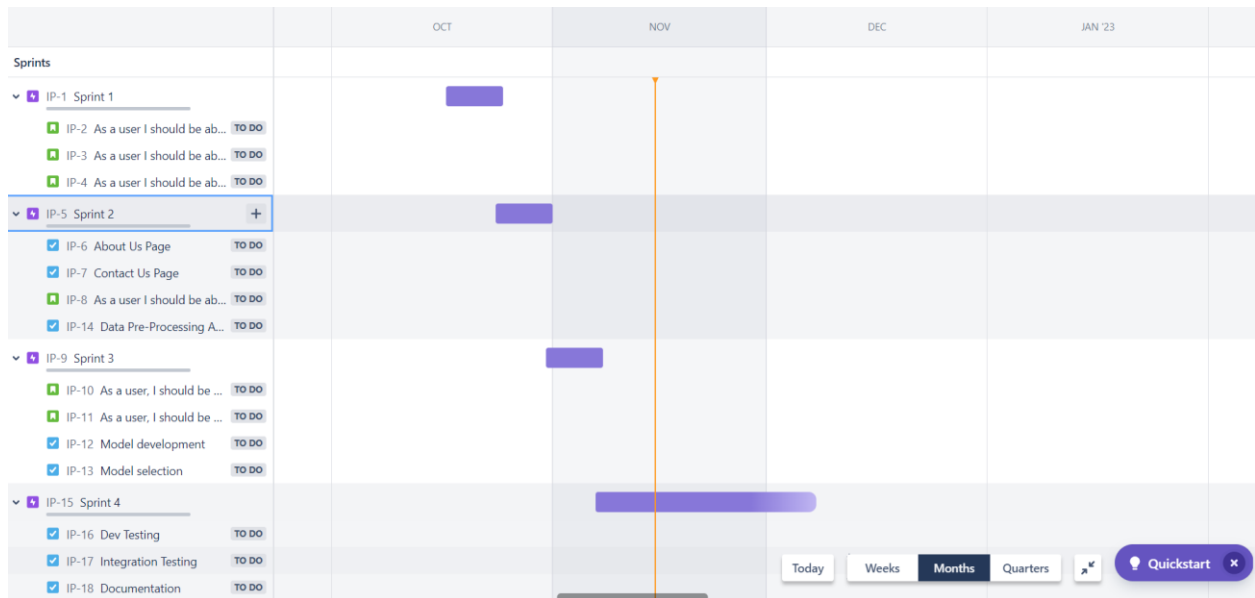 OCT NOV DEC JAN '23
Sprints
IP-1 Sprint 1
IP-2 As a user I should be ab... TO DO
IP-3 As a user I should be ab... TO DO
IP-4 As a user I should be ab... TO DO
IP-5 Sprint 2 +
IP-6 About Us Page TO DO
IP-7 Contact Us Page TO DO
IP-8 As a user I should be ab... TO DO
IP-14 Data Pre-Processing A... TO DO
IP-9 Sprint 3
IP-10 As a user, I should be ... TO DO
IP-11 As a user, I should be ... TO DO
IP-12 Model development TO DO
IP-13 Model selection TO DO
IP-15 Sprint 4
IP-16 Dev Testing TO DO
IP-17 Integration Testing TO DO
IP-18 Documentation TO DO
Today Weeks Months Quarters Quickstart